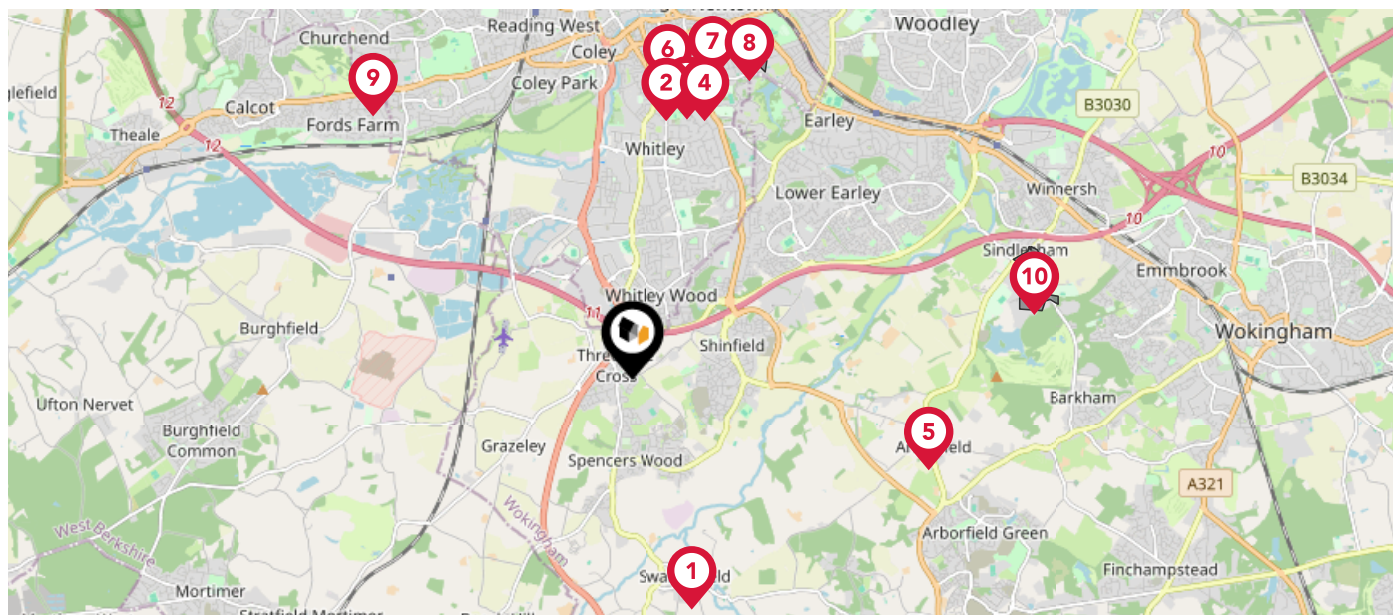 Reading West
Woodley
Churchend
6
7
8
Coley
9
2
4
Coley Park
Calcot
12
B3030
Fords Farm
Earley
Theale
12
Whitley
10
B3034
Winnersh
Lower Earley
10
Sindlesham
Emmbrook
10
Whitley Wood
11
Burghfield
Wokingham
Shinfield
Cross
Barkham
Ufton Nervet
5
Burghfield
Common
Grazeley
Spencers Wood
A321
Wokingham
West Berkshire
Arborfield Green
1
Finchampstead
Mortimer
Stratfield Mortimer